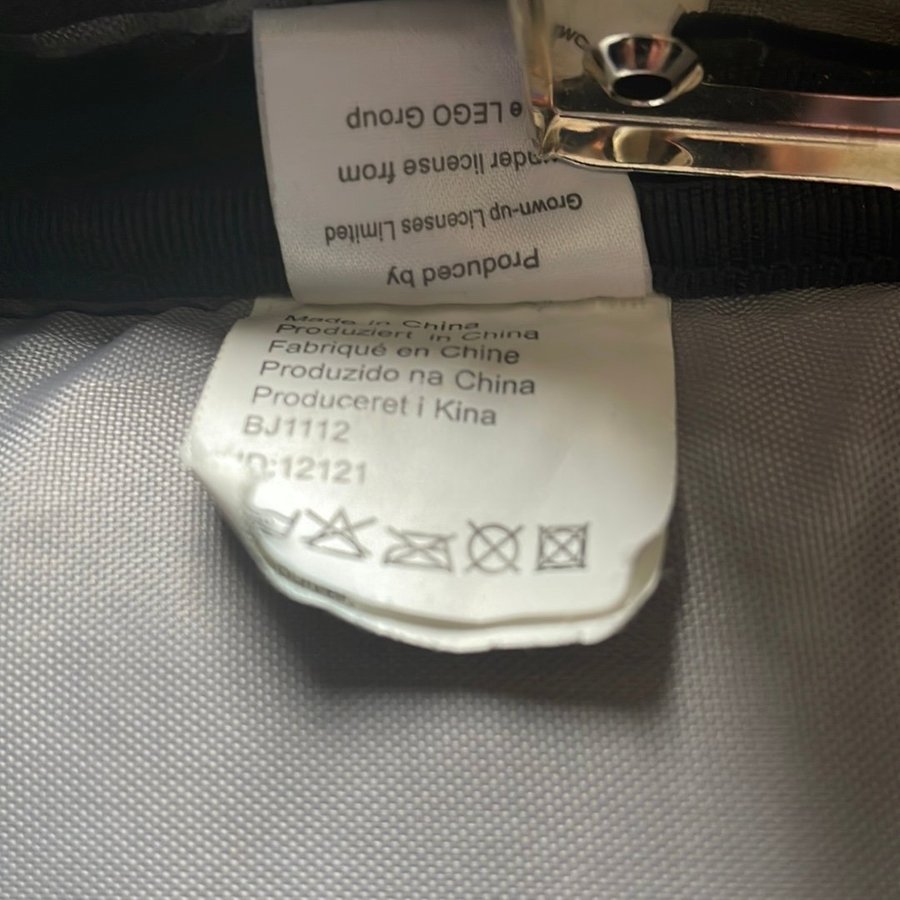 Produced by
Grown-up Licenses Limited
under license from
e LEGO Group
Made in China
Produziert in China
Fabriqué en Chine
Produzido na China
Produceret i Kina
BJ1112
ID:12121